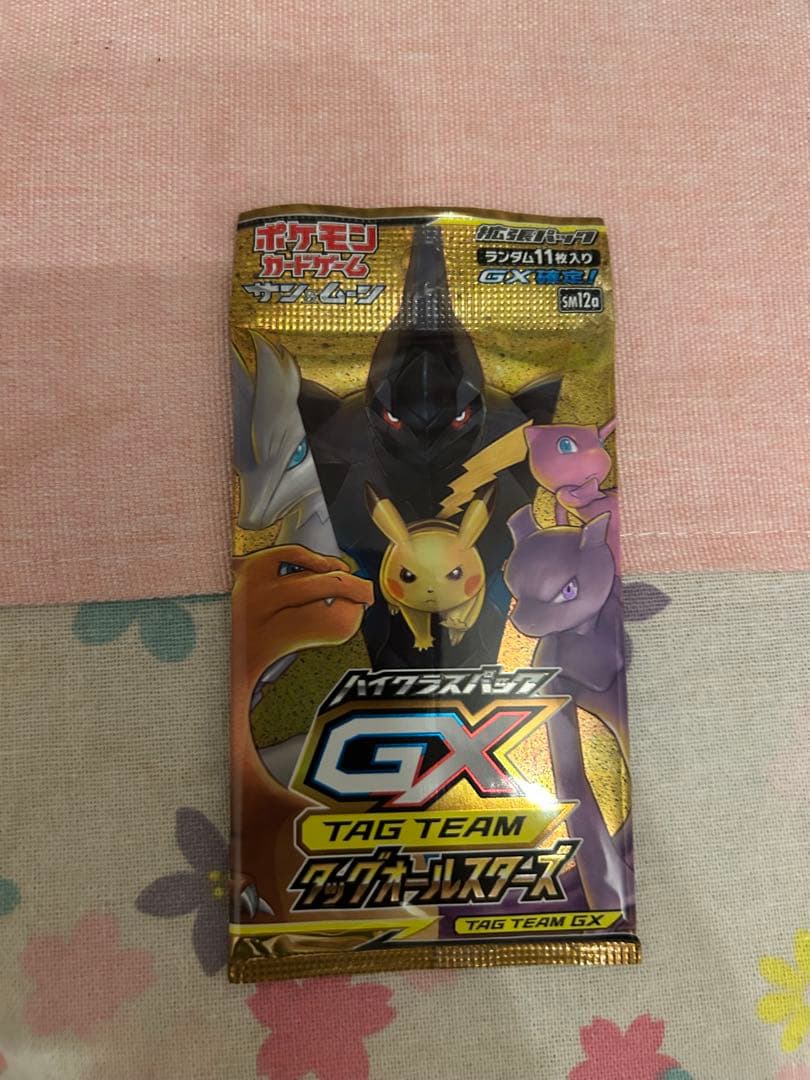 ポケモン
カードゲーム
サン&ムーン
拡張パック
ランダム11枚入り
GX確定!
SM12a
ハイクラスパック
GX
TAG TEAM
タッグオールスターズ
TAG TEAM GX